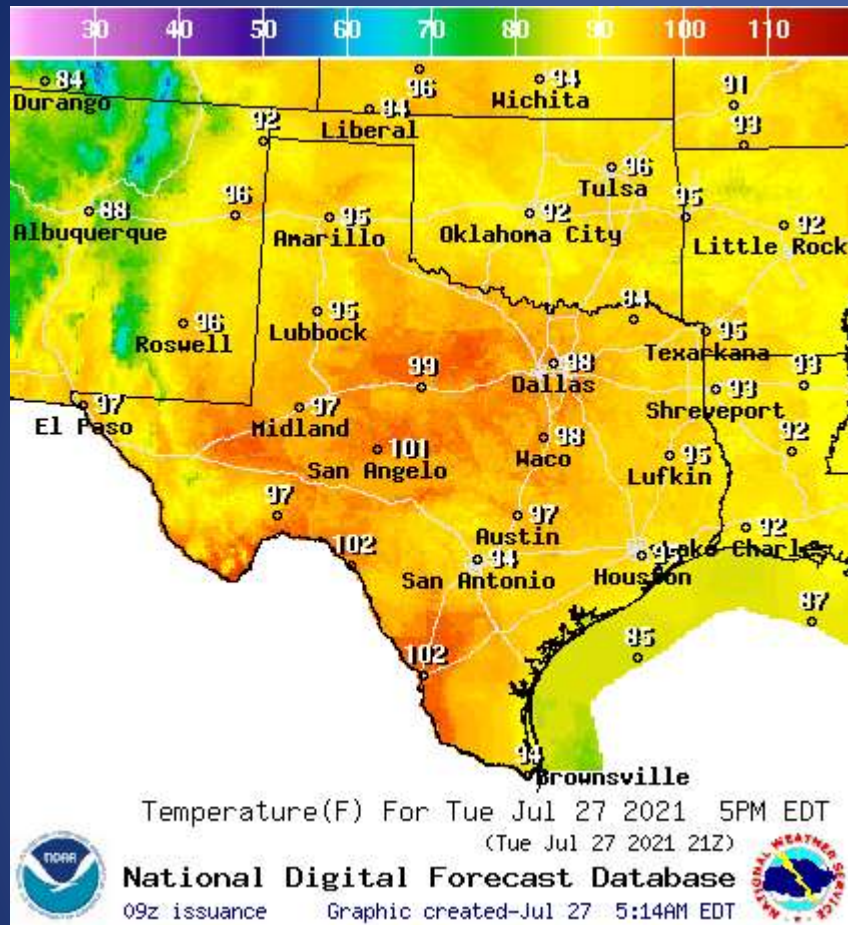 30 40 50 60 70 80 90 100 110
84
Durango
96
94
Wichita
91
94
Liberal
92
93
96
Tulsa
88
Albuquerque
96
95
Amarillo
92
Oklahoma City
95
92
Little Rock
96
Roswell
95
Lubbock
94
95
Texarkana
99
98
Dallas
93
Shreveport
93
97
El Paso
97
Midland
101
San Angelo
98
Waco
95
Lufkin
92
97
97
Austin
92
Lake Charles
102
94
San Antonio
95
Houston
87
85
102
94
Brownsville
Temperature(F) For Tue Jul 27 2021 5PM EDT
(Tue Jul 27 2021 21Z)
NOAA
National Digital Forecast Database
09z issuance Graphic created-Jul 27 5:14AM EDT
NATIONAL WEATHER SERVICE